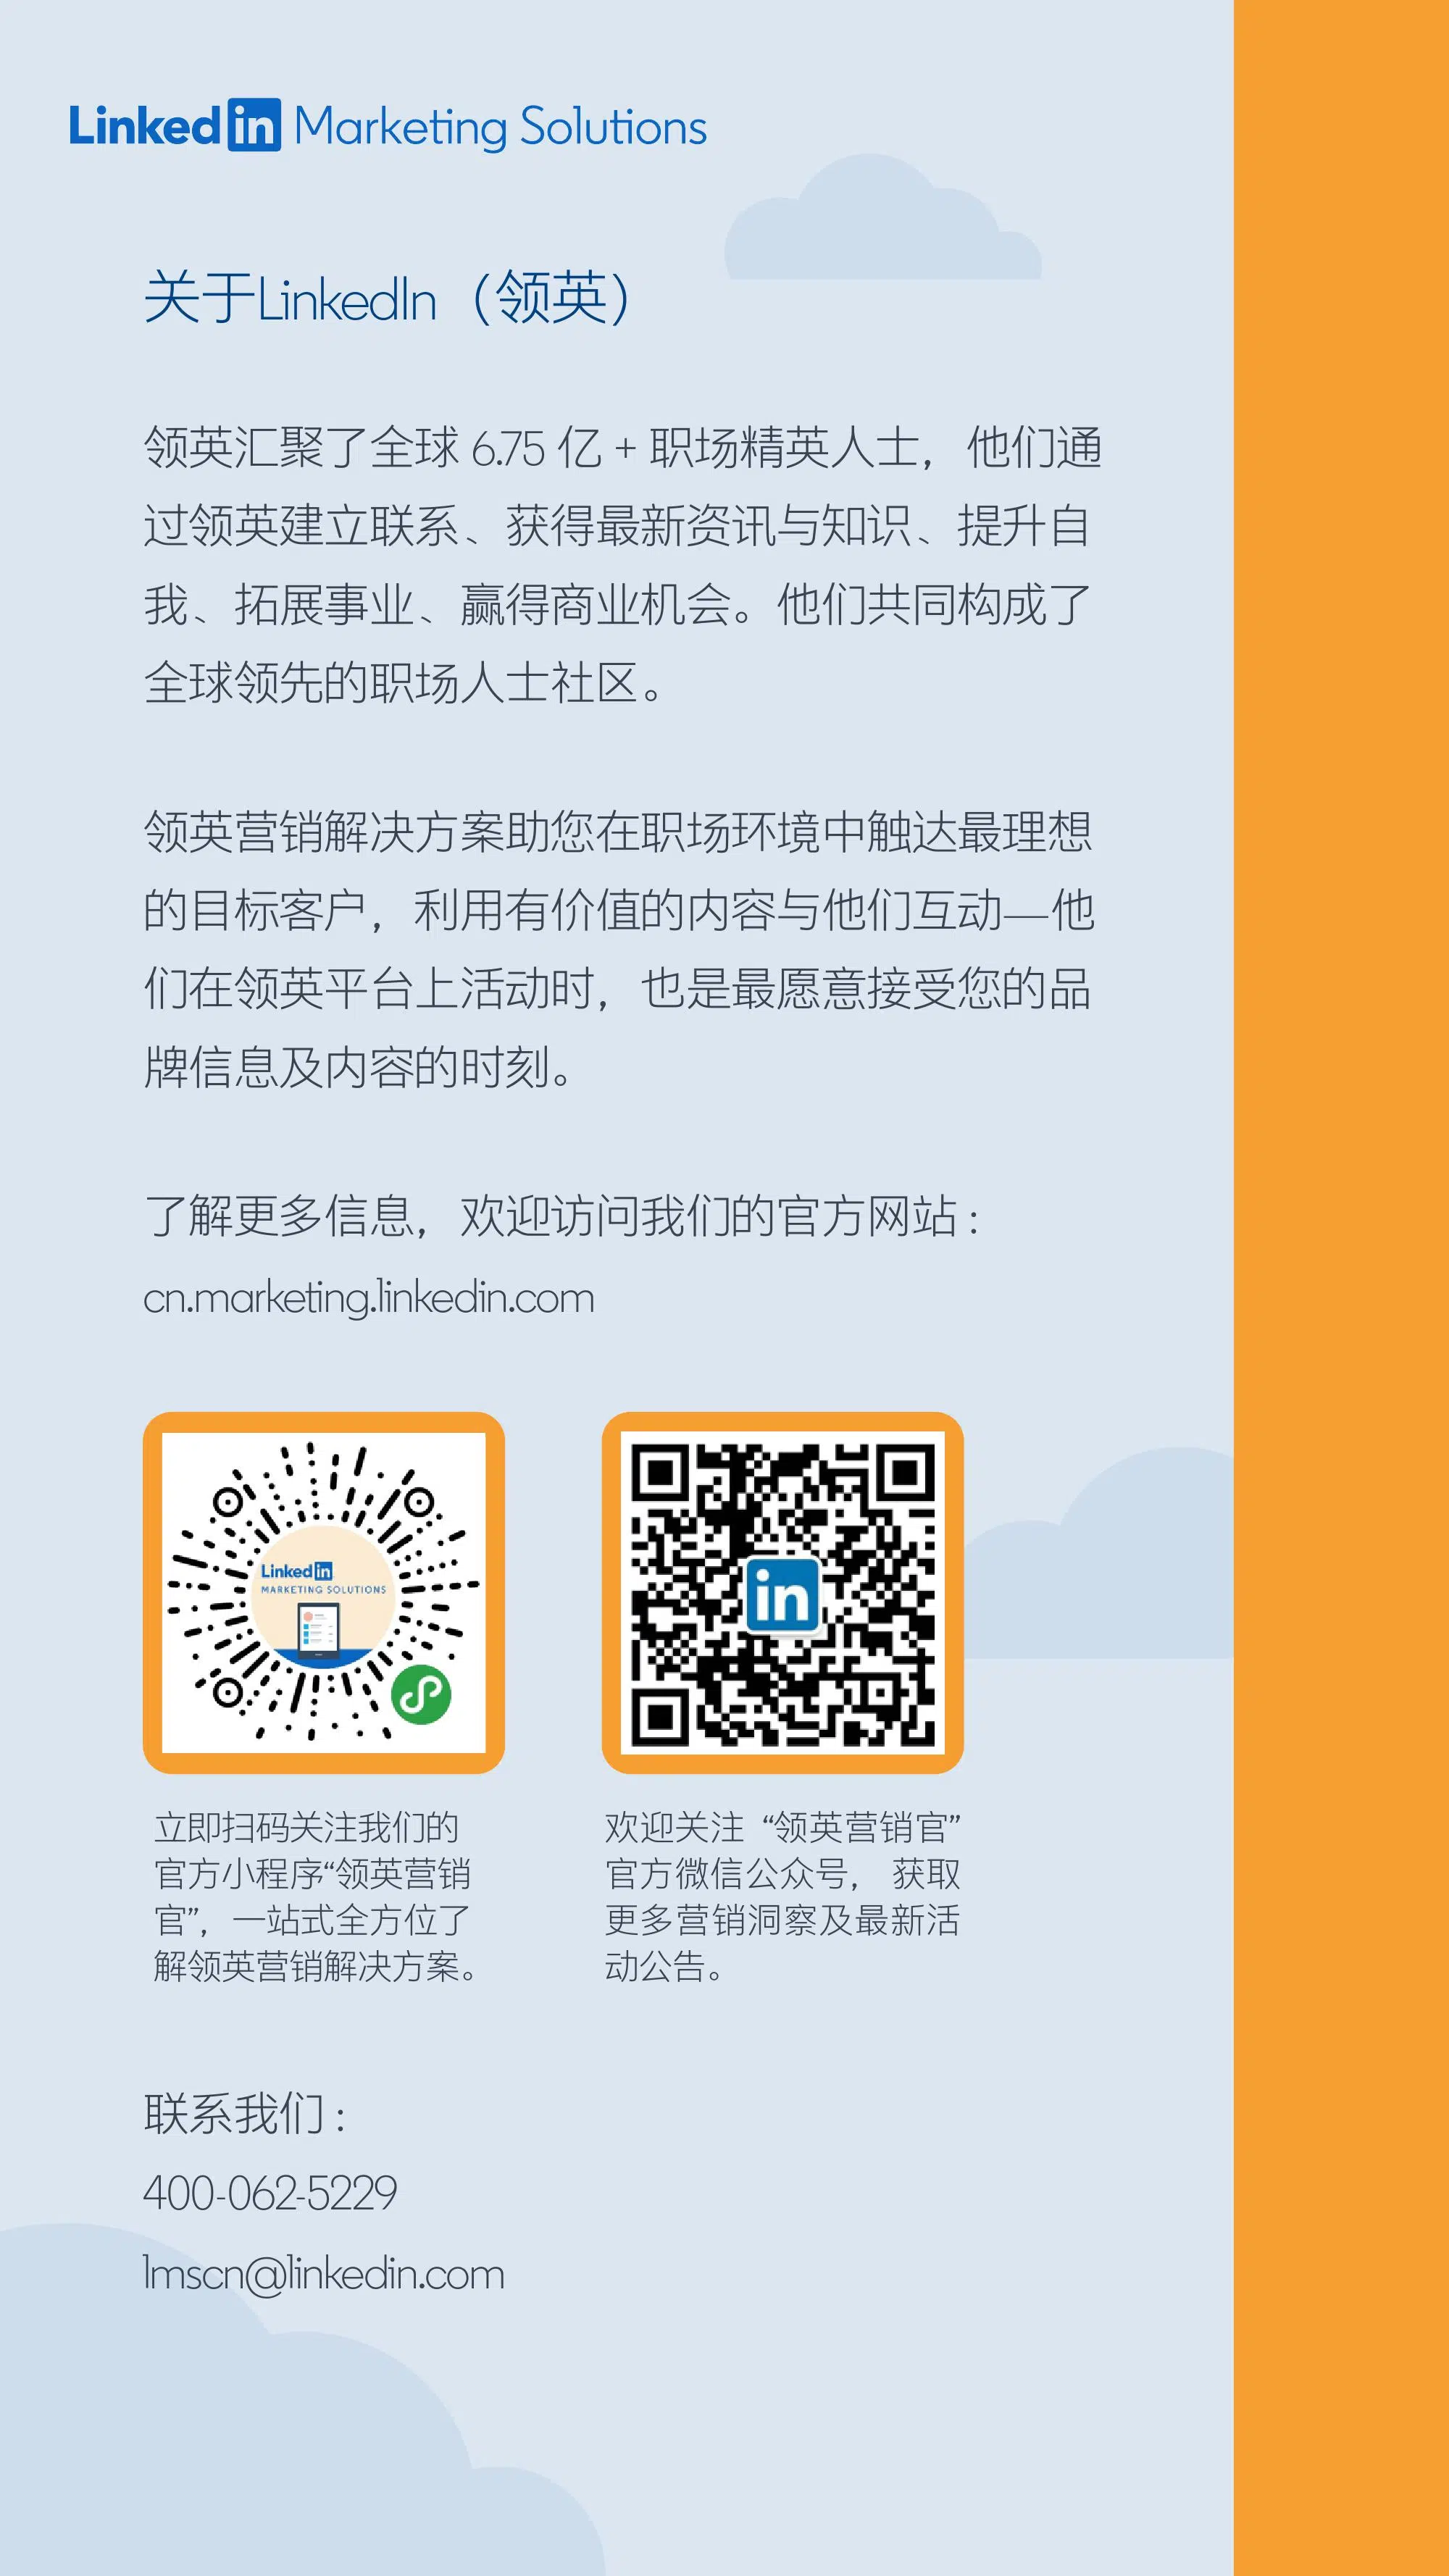 Linkedin Marketing Solutions
关于LinkedIn（领英）
领英汇聚了全球 6.75 亿 + 职场精英人士，他们通
过领英建立联系、获得最新资讯与知识、提升自
我、拓展事业、赢得商业机会。他们共同构成了
全球领先的职场人士社区。
领英营销解决方案助您在职场环境中触达最理想
的目标客户，利用有价值的内容与他们互动—他
们在领英平台上活动时，也是最愿意接受您的品
牌信息及内容的时刻。
了解更多信息，欢迎访问我们的官方网站：
cn.marketing.linkedin.com
Linkedin
MARKETING SOLUTIONS
in
立即扫码关注我们的
官方小程序“领英营销
官”，一站式全方位了
解领英营销解决方案。
欢迎关注“领英营销官”
官方微信公众号，获取
更多营销洞察及最新活
动公告。
联系我们：
400-062-5229
lmscn@linkedin.com